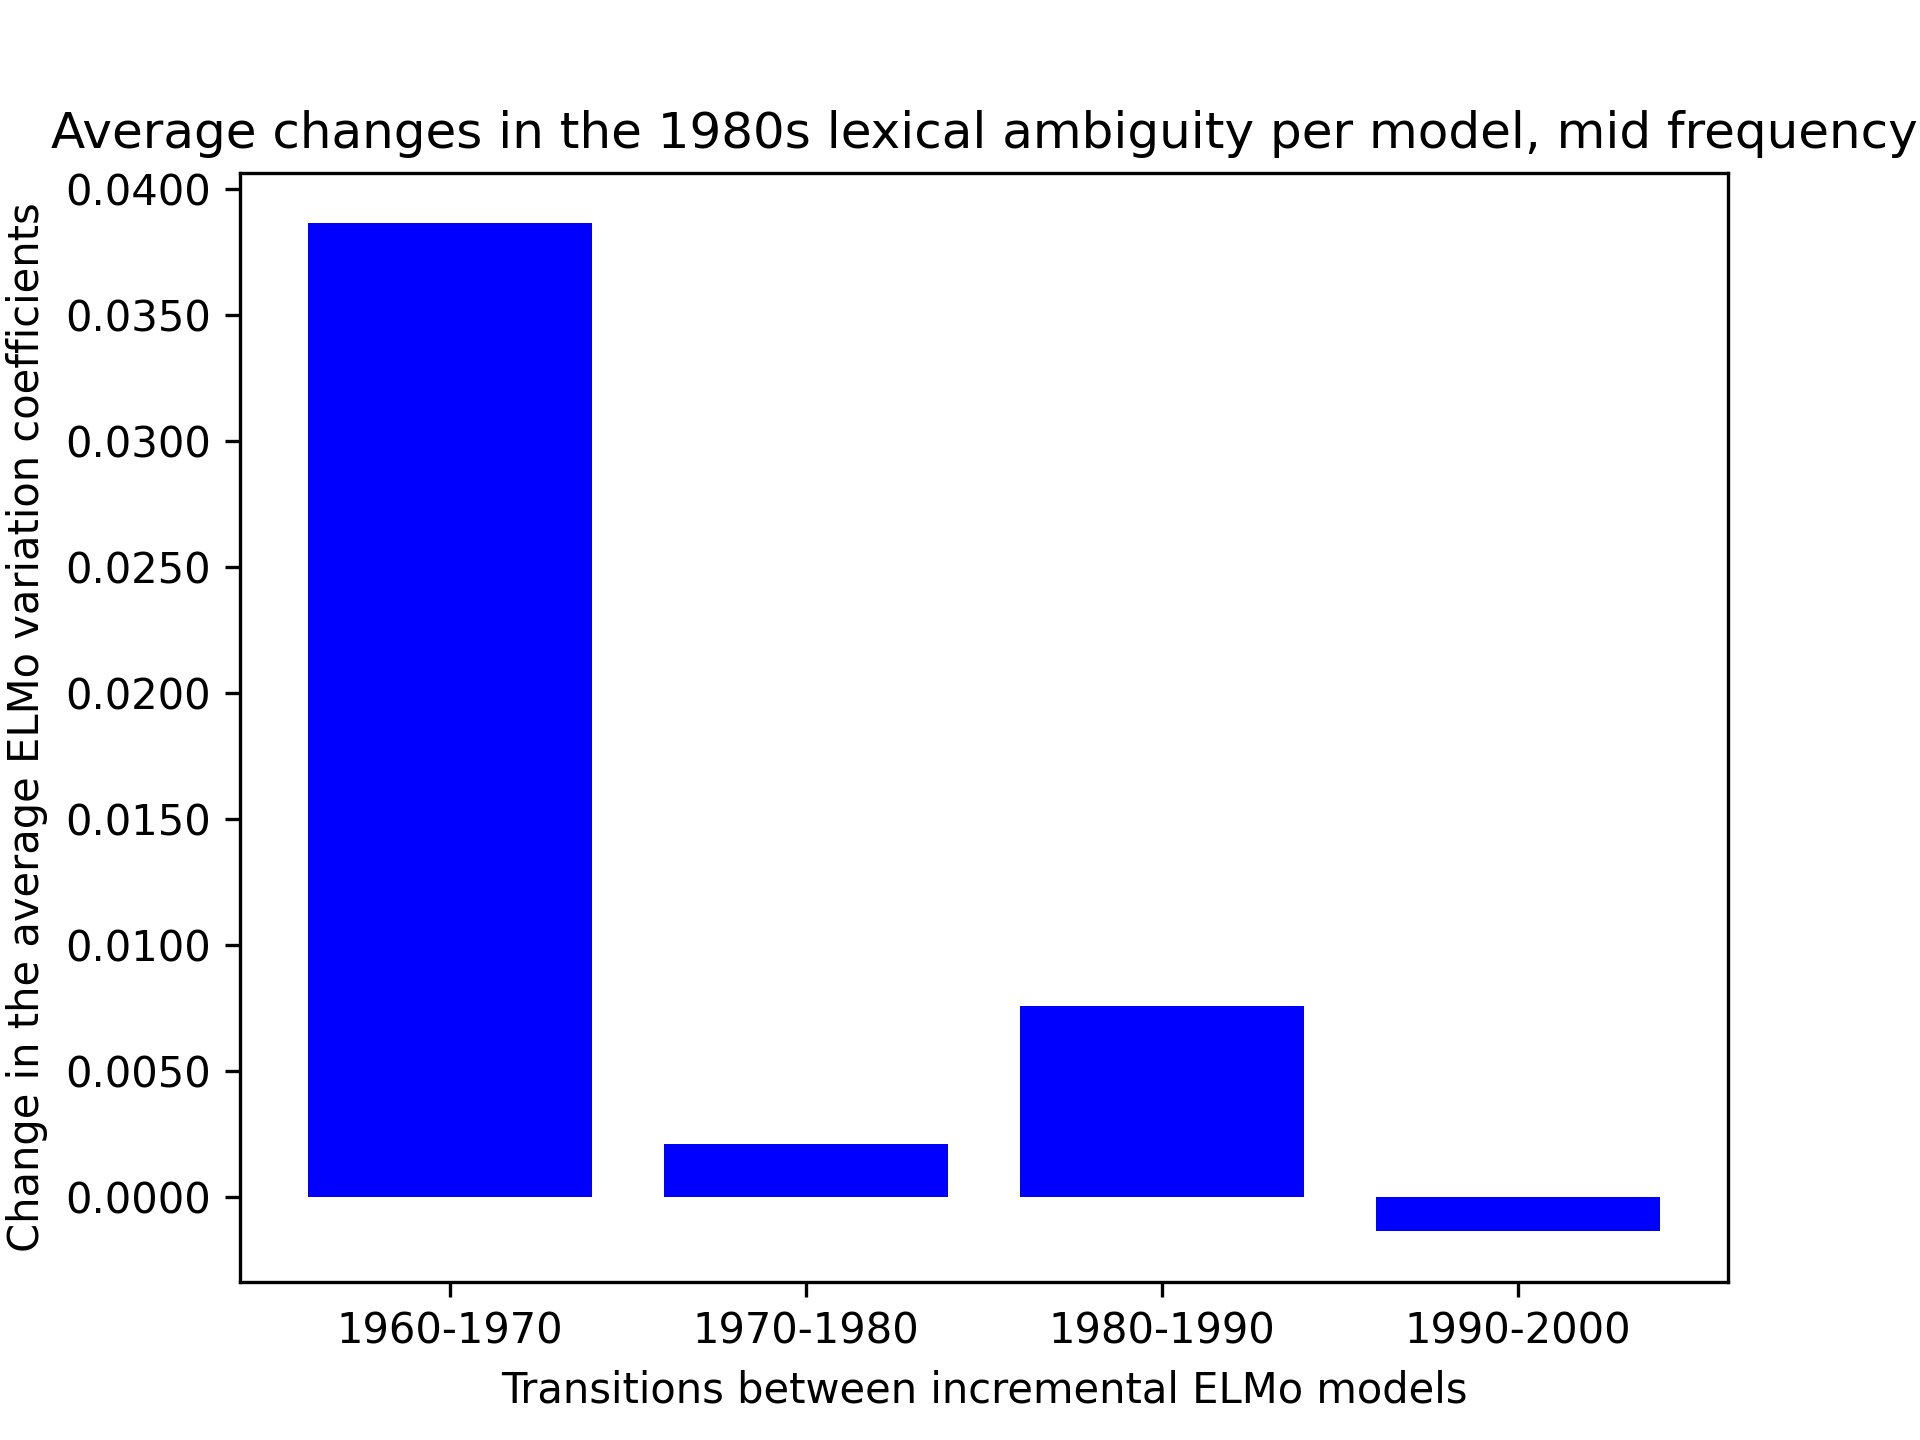 Average changes in the 1980s lexical ambiguity per model, mid frequency
Change in the average ELMo variation coefficients
0.0400
0.0350
0.0300
0.0250
0.0200
0.0150
0.0100
0.0050
0.0000
1960-1970 1970-1980 1980-1990 1990-2000
Transitions between incremental ELMo models